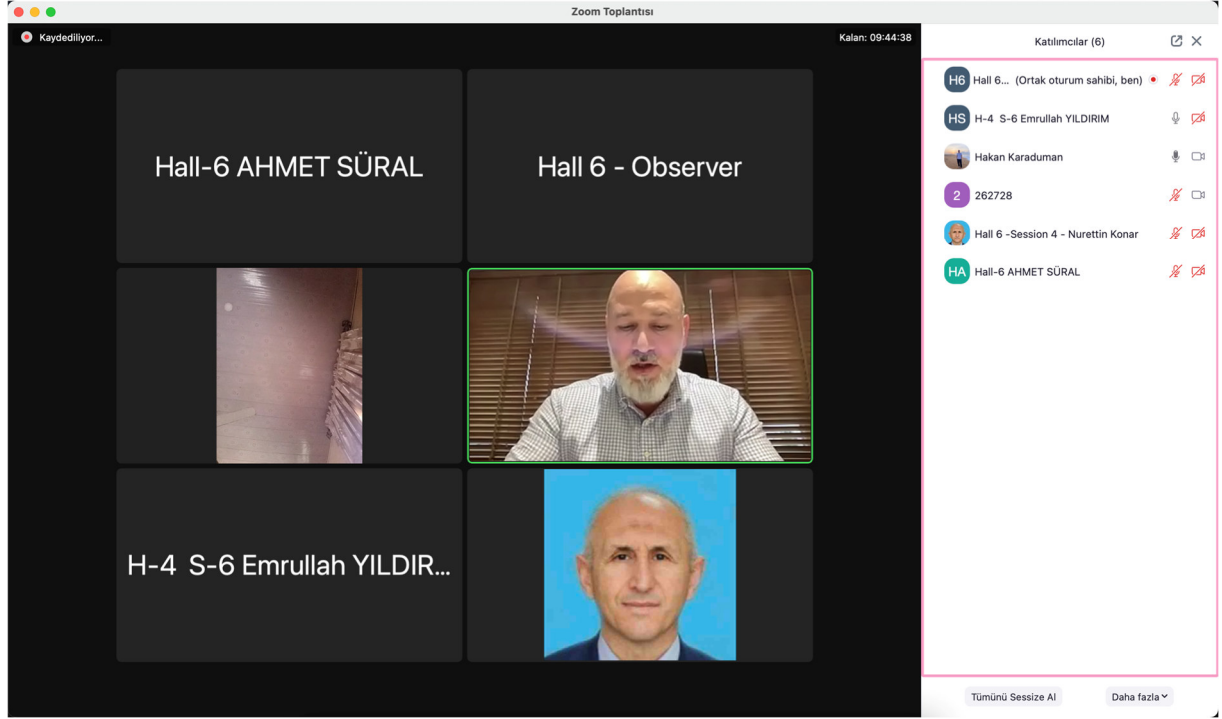 Zoom Toplantısı
Kaydediliyor...
Kalan: 09:44:38
Hall-6 AHMET SÜRAL
Hall 6 - Observer
H-4 S-6 Emrullah YILDIR...
Katılımcılar (6)
H6 Hall 6... (Ortak oturum sahibi, ben)
HS H-4 S-6 Emrullah YILDIRIM
Hakan Karaduman
2 262728
Hall 6 -Session 4 - Nurettin Konar
HA Hall-6 AHMET SÜRAL
Tümünü Sessize Al
Daha fazla